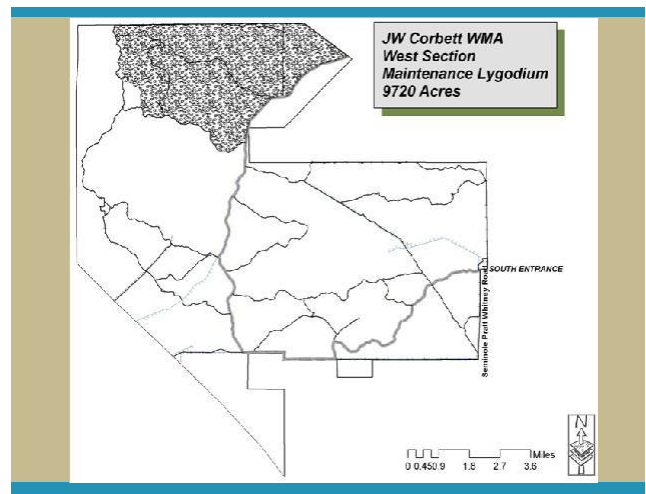 JW Corbett WMA
West Section
Maintenance Lygodium
9720 Acres
SOUTH ENTRANCE
Seminole Pratt Whitney Road
N
Miles
0 0.450.9 1.8 2.7 3.6